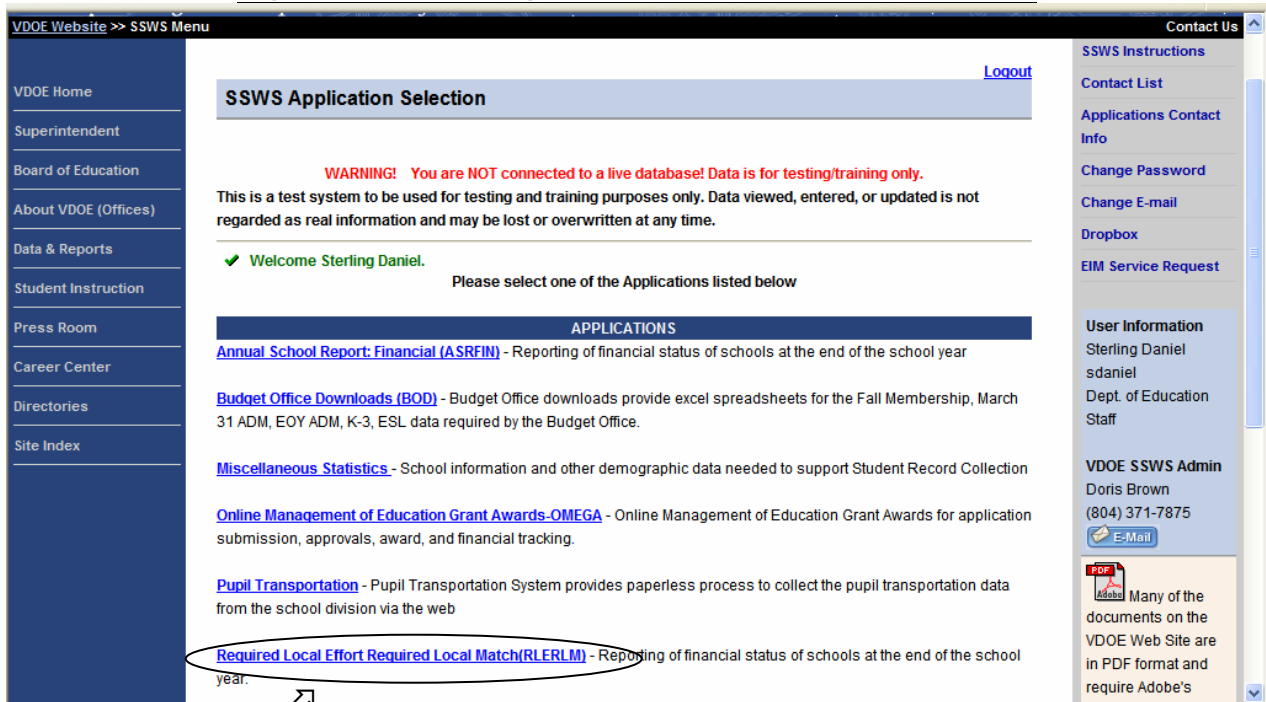 VDOE Website >> SSWS Menu
Contact Us
VDOE Home
Superintendent
Board of Education
About VDOE (Offices)
Data & Reports
Student Instruction
Press Room
Career Center
Directories
Site Index
Logout
SSWS Application Selection
WARNING! You are NOT connected to a live database! Data is for testing/training only.
This is a test system to be used for testing and training purposes only. Data viewed, entered, or updated is not
regarded as real information and may be lost or overwritten at any time.
Welcome Sterling Daniel.
Please select one of the Applications listed below
APPLICATIONS
Annual School Report: Financial (ASRFIN) - Reporting of financial status of schools at the end of the school year
Budget Office Downloads (BOD) - Budget Office downloads provide excel spreadsheets for the Fall Membership, March
31 ADM, EOY ADM, K-3, ESL data required by the Budget Office.
Miscellaneous Statistics - School information and other demographic data needed to support Student Record Collection
Online Management of Education Grant Awards-OMEGA - Online Management of Education Grant Awards for application
submission, approvals, award, and financial tracking.
Pupil Transportation - Pupil Transportation System provides paperless process to collect the pupil transportation data
from the school division via the web
Required Local Effort Required Local Match(RLERLM) - Reporting of financial status of schools at the end of the school
year.
SSWS Instructions
Contact List
Applications Contact
Info
Change Password
Change E-mail
Dropbox
EIM Service Request
User Information
Sterling Daniel
sdaniel
Dept. of Education
Staff
VDOE SSWS Admin
Doris Brown
(804) 371-7875
E-Mail
PDF
Adobe
Many of the
documents on the
VDOE Web Site are
in PDF format and
require Adobe's